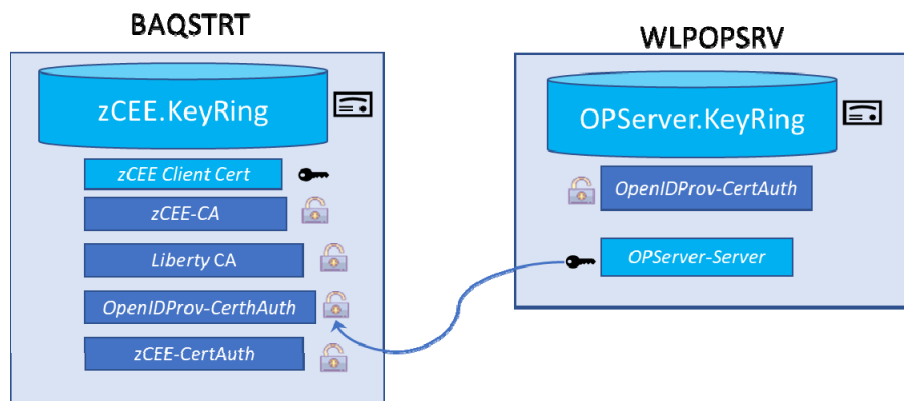 BAQSTRT
zCEE.KeyRing
zCEE Client Cert
zCEE-CA
Liberty CA
OpenIDProv-CerthAuth
zCEE-CertAuth
WLPOPSRV
OPServer.KeyRing
OpenIDProv-CertAuth
OPServer-Server